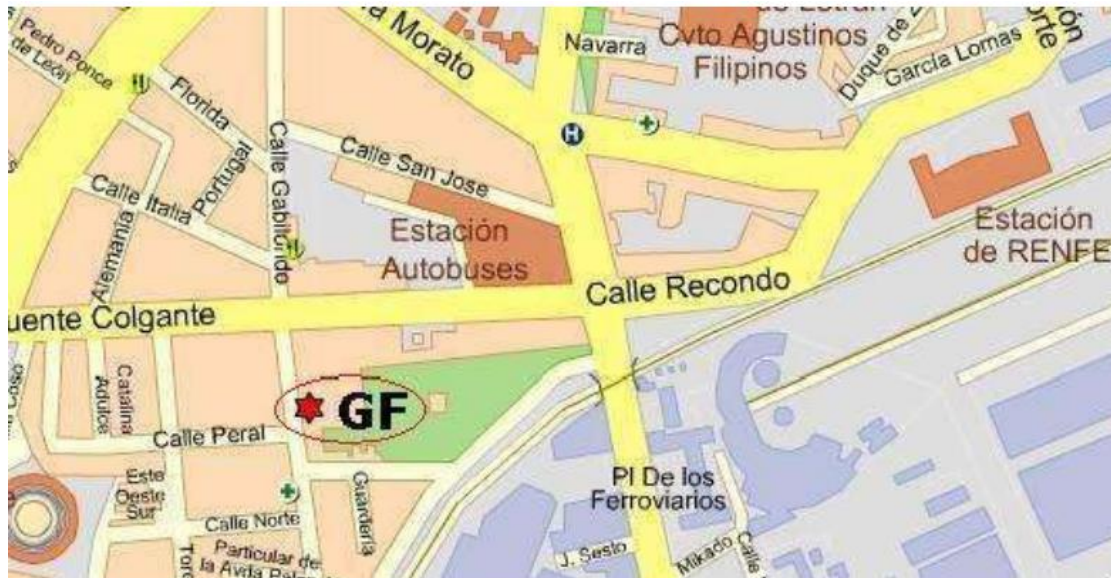 Pedro Ponce
de León
Florida
Portugal
Calle Italia
Alemania
Calle Gabilondo
Morato
Calle San Jose
Estación
Autobuses
Navarra
Cvto Agustinos
Filipinos
H
Duque de
García Lomas
Estación
de RENFE
Calle Recondo
uente Colgante
Catalina
Adulce
GF
Calle Peral
Este
Oeste
Sur
Calle Norte
Guardería
Particular de
la Avda
Pl De los
Ferroviarios
J. Sesto
Mikado
Calle